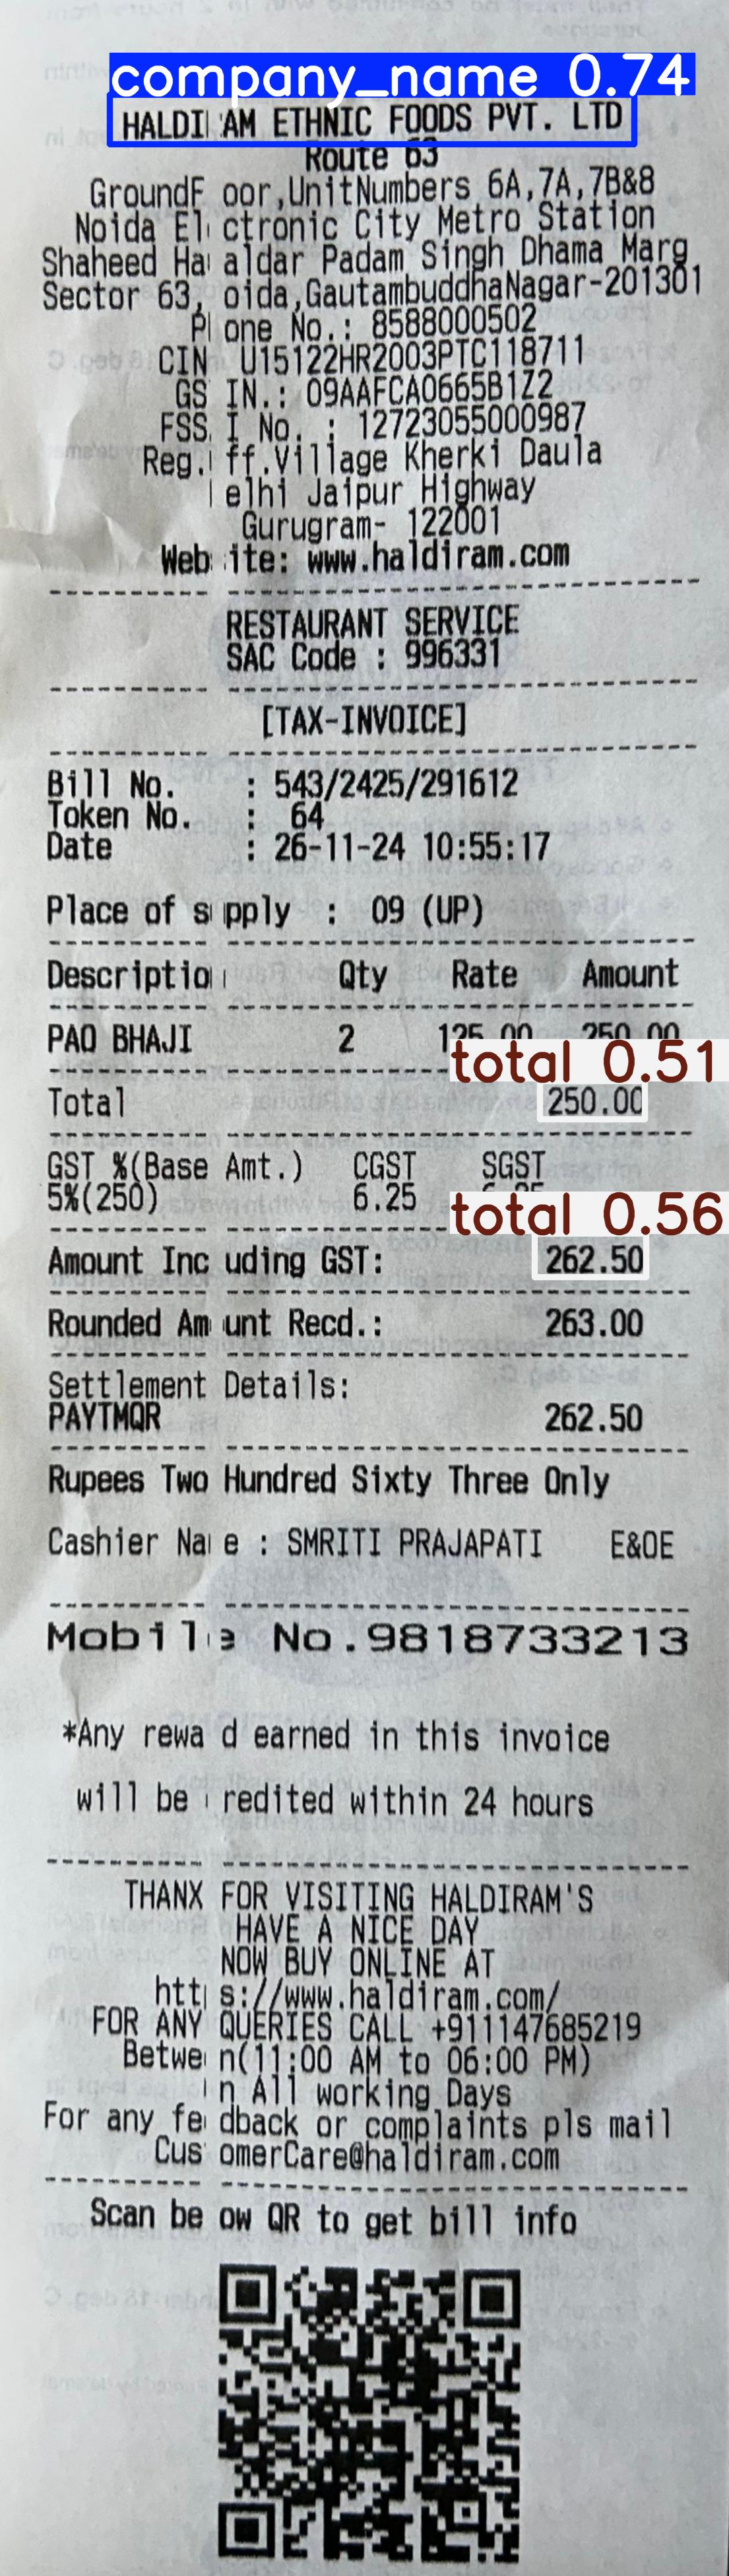 company_name 0.74
HALDI AM ETHNIC FOODS PVT. LTD
Route 63
GroundF oor,UnitNumbers 6A,7A,7B&8
Noida El ctronic City Metro Station
Shaheed Ha aldar Padam Singh Dhama Marg
Sector 63, oida,GautambuddhaNagar-201301
P one No.: 8588000502
CIN U15122HR2003PTC118711
GS IN.: 09AAFCA0665B1Z2
FSS I No. : 12723055000987
Reg. ff.Village Kherki Daula
elhi Jaipur Highway
Gurugram- 122001
Web ite: www.haldiram.com
RESTAURANT SERVICE
SAC Code : 996331
[TAX-INVOICE]
Bill No. : 543/2425/291612
Token No. : 64
Date : 26-11-24 10:55:17
Place of s pply : 09 (UP)
Descriptio Qty Rate Amount
PAO BHAJI 2 125.00 250.00
total 0.51
Total 250.00
GST %(Base Amt.) CGST SGST
5%(250) 6.25 6.25
total 0.56
Amount Inc uding GST: 262.50
Rounded Am unt Recd.: 263.00
Settlement Details:
PAYTMQR 262.50
Rupees Two Hundred Sixty Three Only
Cashier Na e : SMRITI PRAJAPATI E&OE
Mobile No.9818733213
*Any rewa d earned in this invoice
will be redited within 24 hours
THANX FOR VISITING HALDIRAM'S
HAVE A NICE DAY
NOW BUY ONLINE AT
htt s://www.haldiram.com/
FOR ANY QUERIES CALL +911147685219
Betwe n(11:00 AM to 06:00 PM)
n All working Days
For any fe dback or complaints pls mail
Cus omerCare@haldiram.com
Scan be ow QR to get bill info